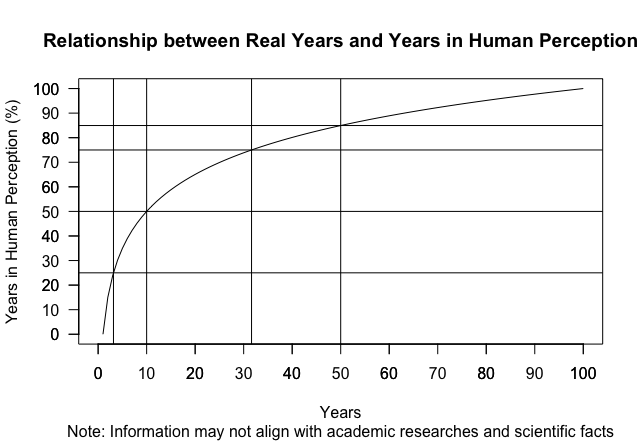 Relationship between Real Years and Years in Human Perception
Years in Human Perception (%)
100
90
80
70
60
50
40
30
20
10
0
0 10 20 30 40 50 60 70 80 90 100
Years
Note: Information may not align with academic researches and scientific facts